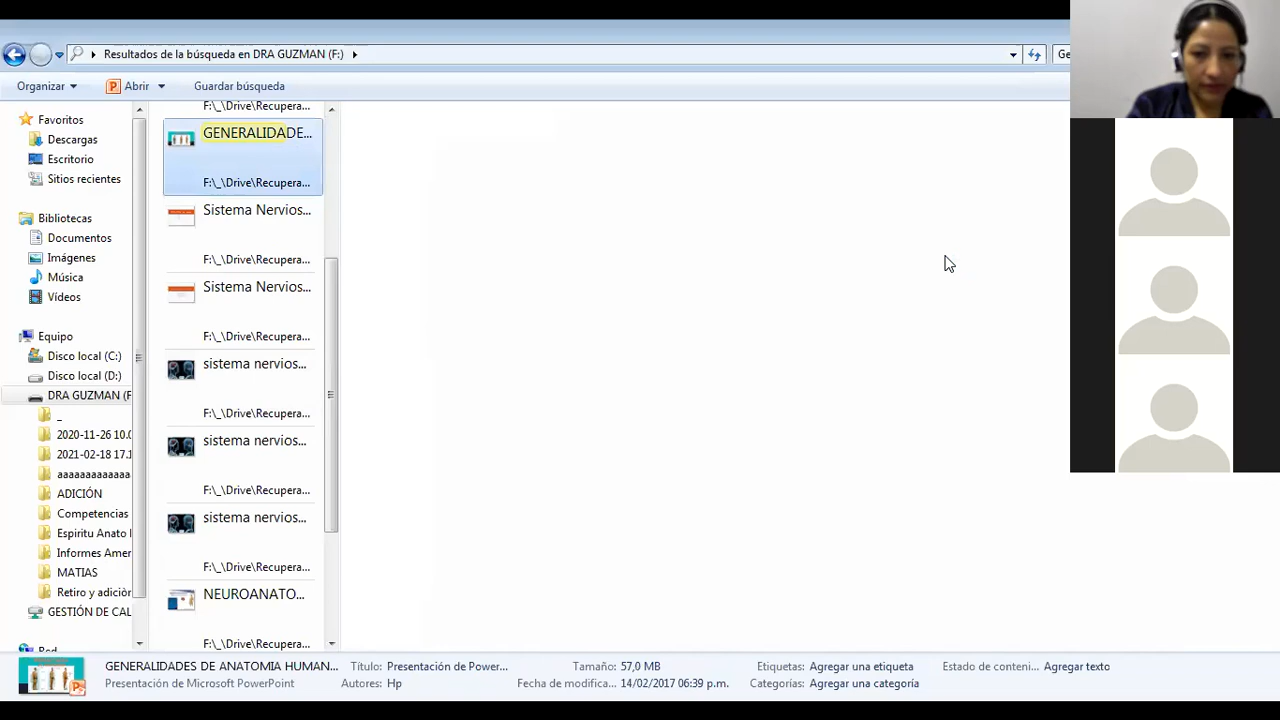 Resultados de la búsqueda en DRA GUZMAN (F:)
Ge
Organizar
Abrir
Guardar búsqueda
Favoritos
Descargas
Escritorio
Sitios recientes
Bibliotecas
Documentos
Imágenes
Música
Vídeos
Equipo
Disco local (C:)
Disco local (D:)
DRA GUZMAN (F
_
2020-11-26 10.0
2021-02-18 17.1
aaaaaaaaaaaaa
ADICIÓN
Competencias
Espiritu Anato
Informes Amer
MATIAS
Retiro y adición
GESTIÓN DE CAL
Red
F:\_\Drive\Recupera...
GENERALIDADE...
F:\_\Drive\Recupera...
Sistema Nervios...
F:\_\Drive\Recupera...
Sistema Nervios...
F:\_\Drive\Recupera...
sistema nervios...
F:\_\Drive\Recupera...
sistema nervios...
F:\_\Drive\Recupera...
sistema nervios...
F:\_\Drive\Recupera...
NEUROANATO...
F:\_\Drive\Recupera...
GENERALIDADES DE ANATOMIA HUMAN... Título: Presentación de Power... Tamaño: 57,0 MB Etiquetas: Agregar una etiqueta Estado de conteni... Agregar texto
Presentación de Microsoft PowerPoint Autores: Hp Fecha de modifica... 14/02/2017 06:39 p.m. Categorías: Agregar una categoría